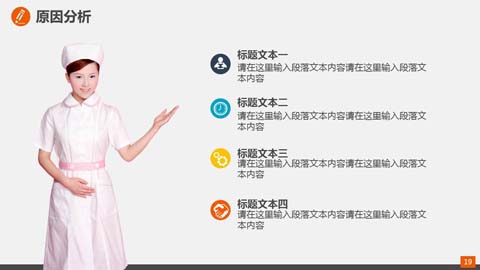 原因分析
标题文本一
请在这里输入段落文本内容请在这里输入段落文
本内容
标题文本二
请在这里输入段落文本内容请在这里输入段落文
本内容
标题文本三
请在这里输入段落文本内容请在这里输入段落文
本内容
标题文本四
请在这里输入段落文本内容请在这里输入段落文
本内容
19